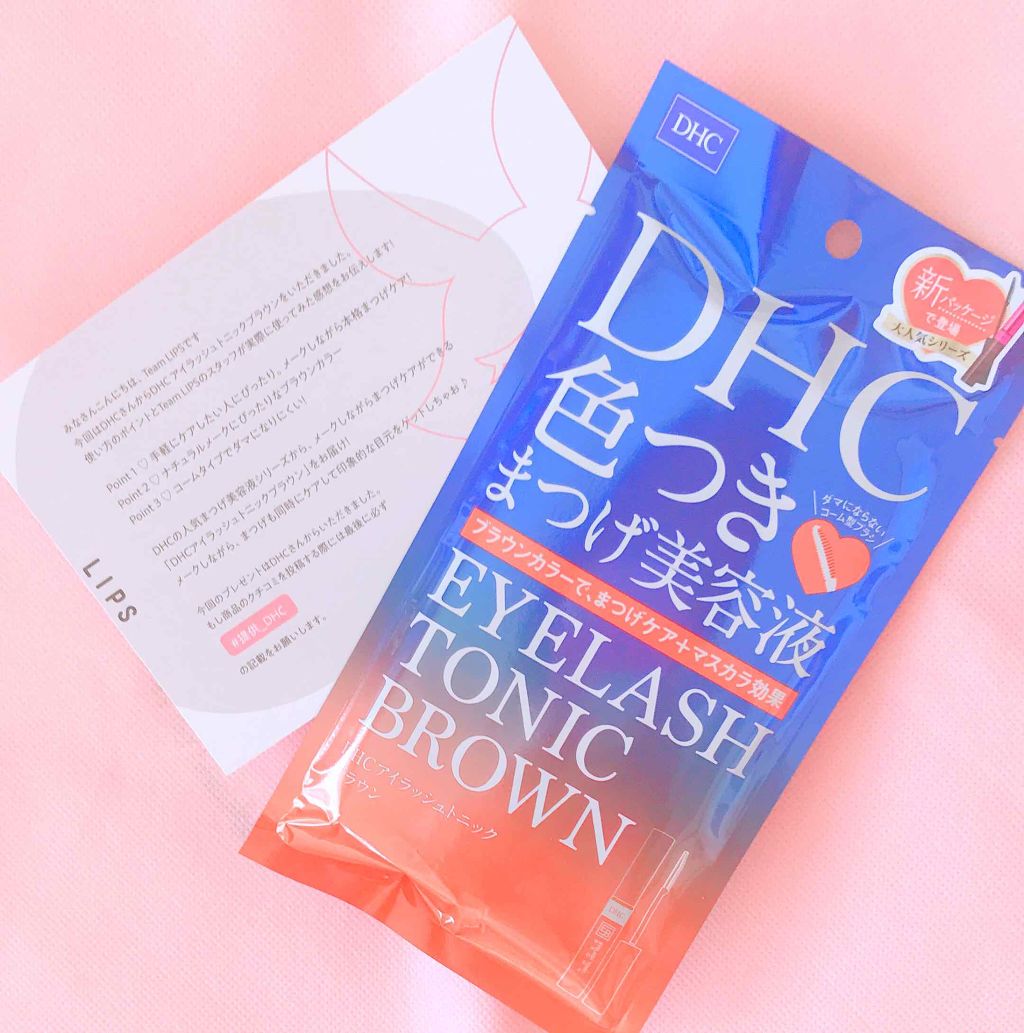 みなさんこんにちは、Team LIPSです
今回はDHCさんからDHC アイラッシュトニックブラウンをいただきました。
使い方のポイントとTeam LIPSのスタッフが実際に使ってみた感想をお伝えします!
Point 1 ♡ 手軽にケアしたい人にぴったり。メークしながら本格まつげケア!
Point 2 ♡ ナチュラルメークにぴったりなブラウンカラー
Point 3 ♡ コームタイプでダマになりにくい!
DHCの人気まつげ美容液シリーズから、メークしながらまつげケアができる
「DHCアイラッシュトニックブラウン」をお届け!
メークしながら、まつげも同時にケアして印象的な目元をゲットしちゃお♪
今回のプレゼントはDHCさんからいただきました。
もし商品のクチコミを投稿する際には最後に必ず
#提供_DHC
の記載をお願いします。
LIPS
DHC
DHC
色つき
まつげ美容液
新パッケージ
で登場
大人気シリーズ
ダマにならない
コーム型ブラシ
ブラウンカラーで、まつげケア+マスカラ効果
EYELASH
TONIC
BROWN
DHCアイラッシュトニック
ブラウン
DHC